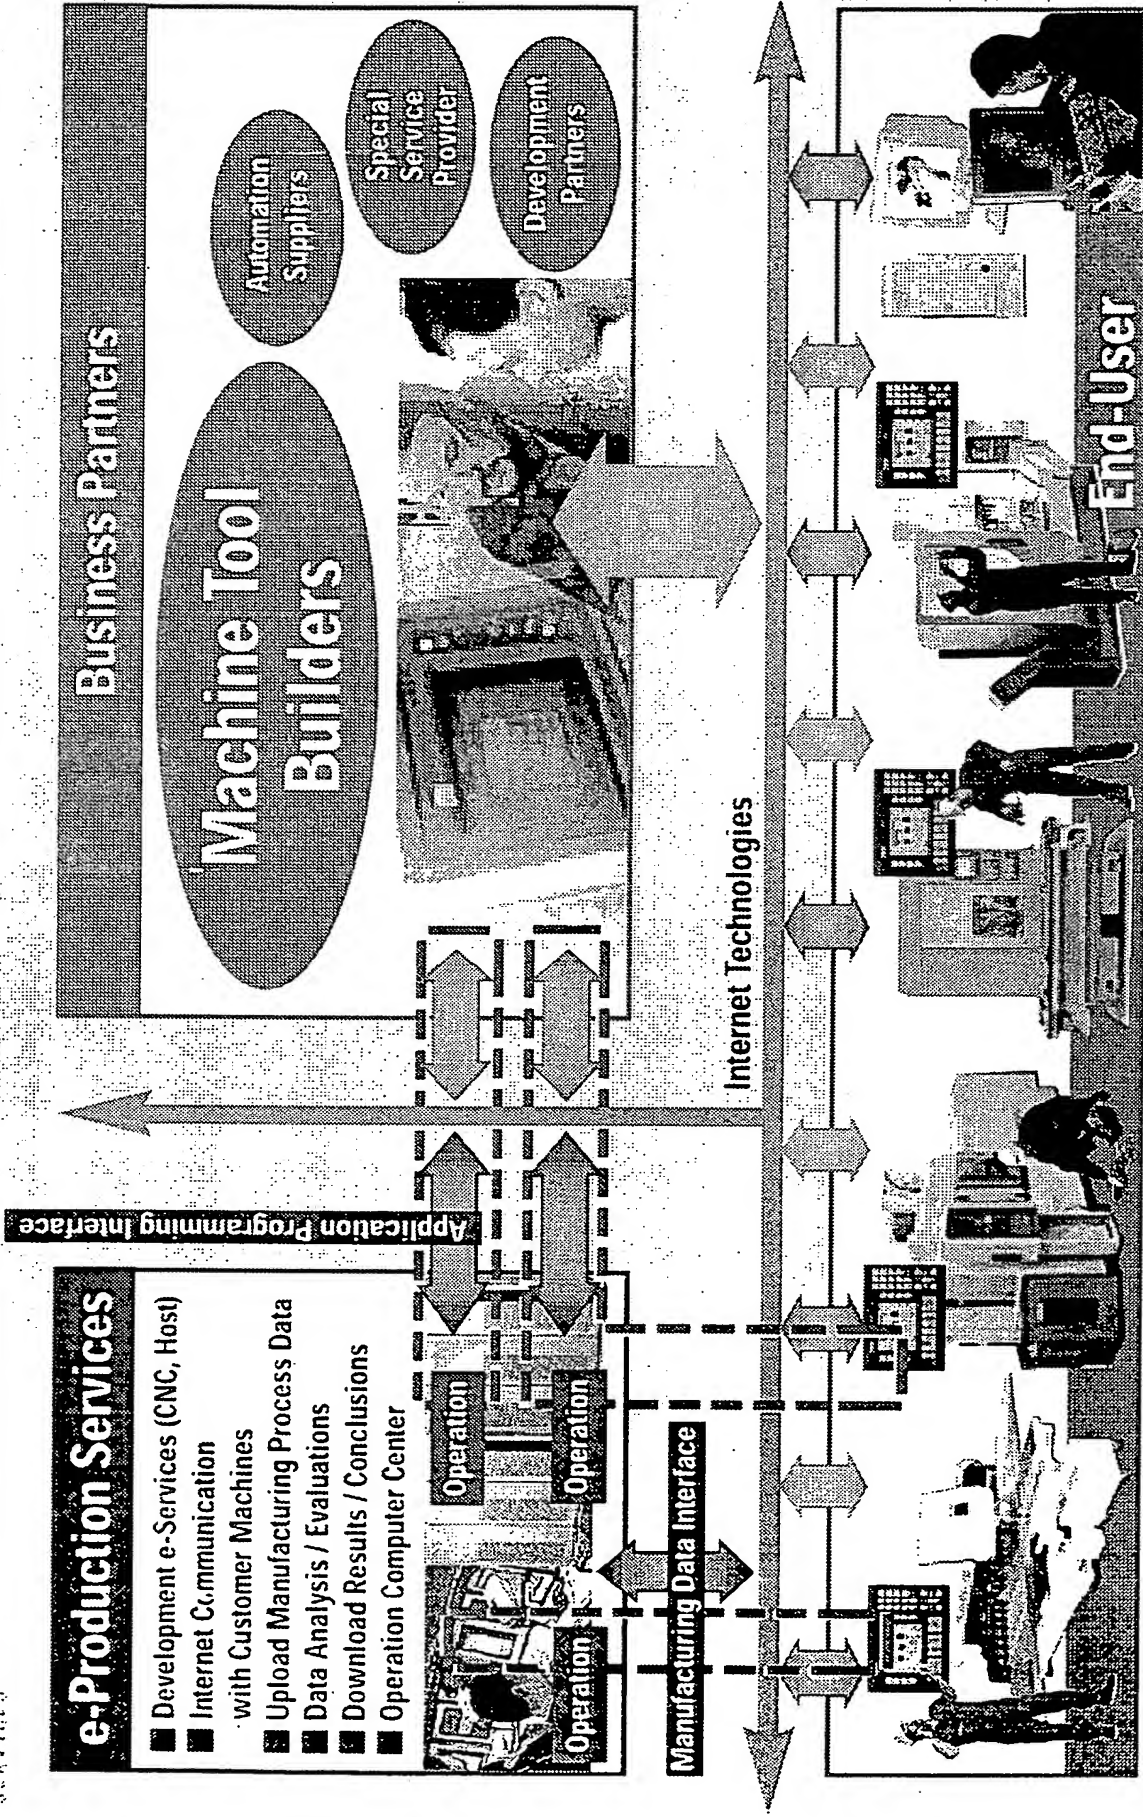 e-Production Services
Development e-Services (CNC, Host)
Internet Communication
with Customer Machines
Upload Manufacturing Process Data
Data Analysis / Evaluations
Download Results / Conclusions
Operation Computer Center
Operation
Operation
Operation
Application Programming Interface
Business Partners
Machine Tool
Builders
Automation
Suppliers
Special
Service
Provider
Development
Partners
Manufacturing Data Interface
Internet Technologies
End-User